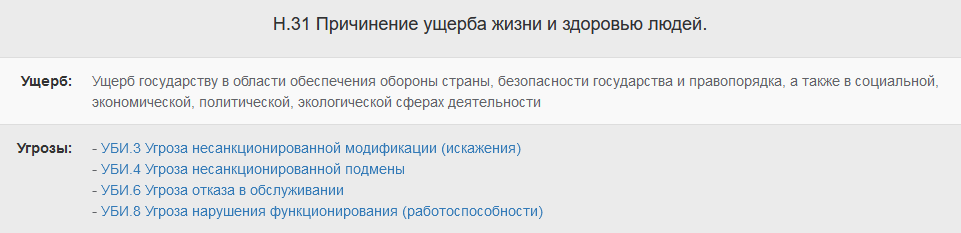 Н.31 Причинение ущерба жизни и здоровью людей.
Ущерб: Ущерб государству в области обеспечения обороны страны, безопасности государства и правопорядка, а также в социальной,
экономической, политической, экологической сферах деятельности
Угрозы: - УБИ.3 Угроза несанкционированной модификации (искажения)
- УБИ.4 Угроза несанкционированной подмены
- УБИ.6 Угроза отказа в обслуживании
- УБИ.8 Угроза нарушения функционирования (работоспособности)